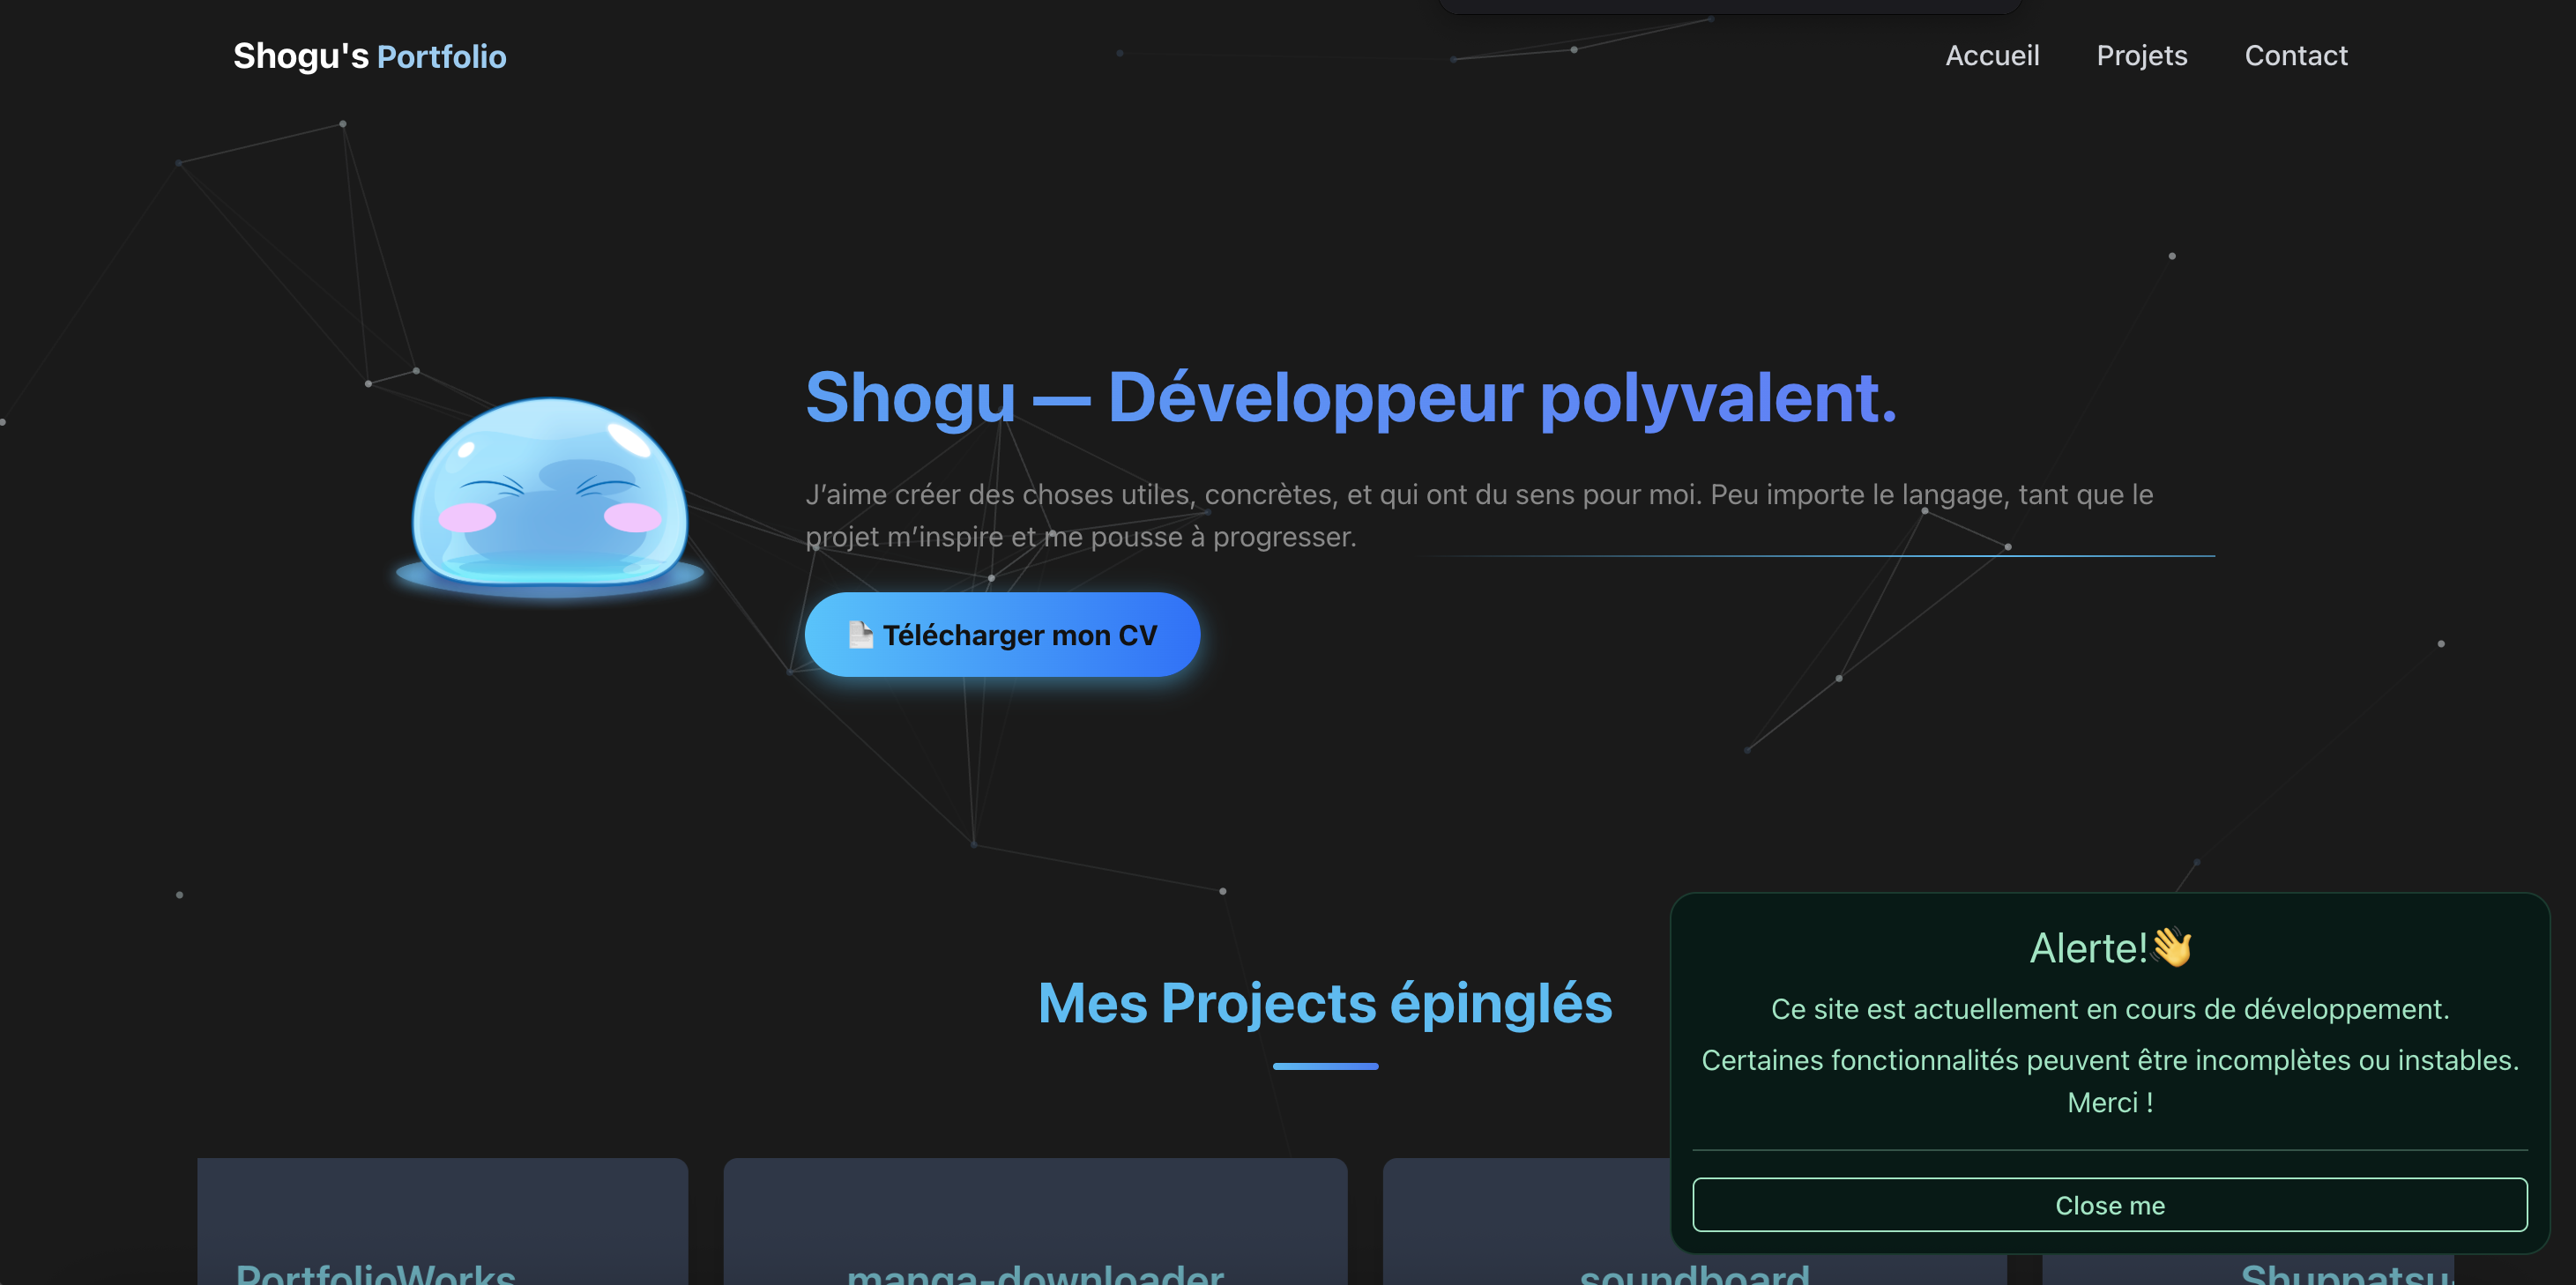 Shogu's Portfolio
Accueil Projets Contact
Shogu — Développeur polyvalent.
J’aime créer des choses utiles, concrètes, et qui ont du sens pour moi. Peu importe le langage, tant que le
projet m’inspire et me pousse à progresser.
Télécharger mon CV
Mes Projects épinglés
PortfolioWorks
manga-downloader
soundboard
Shuppatsu
Alerte!👋
Ce site est actuellement en cours de développement.
Certaines fonctionnalités peuvent être incomplètes ou instables.
Merci !
Close me